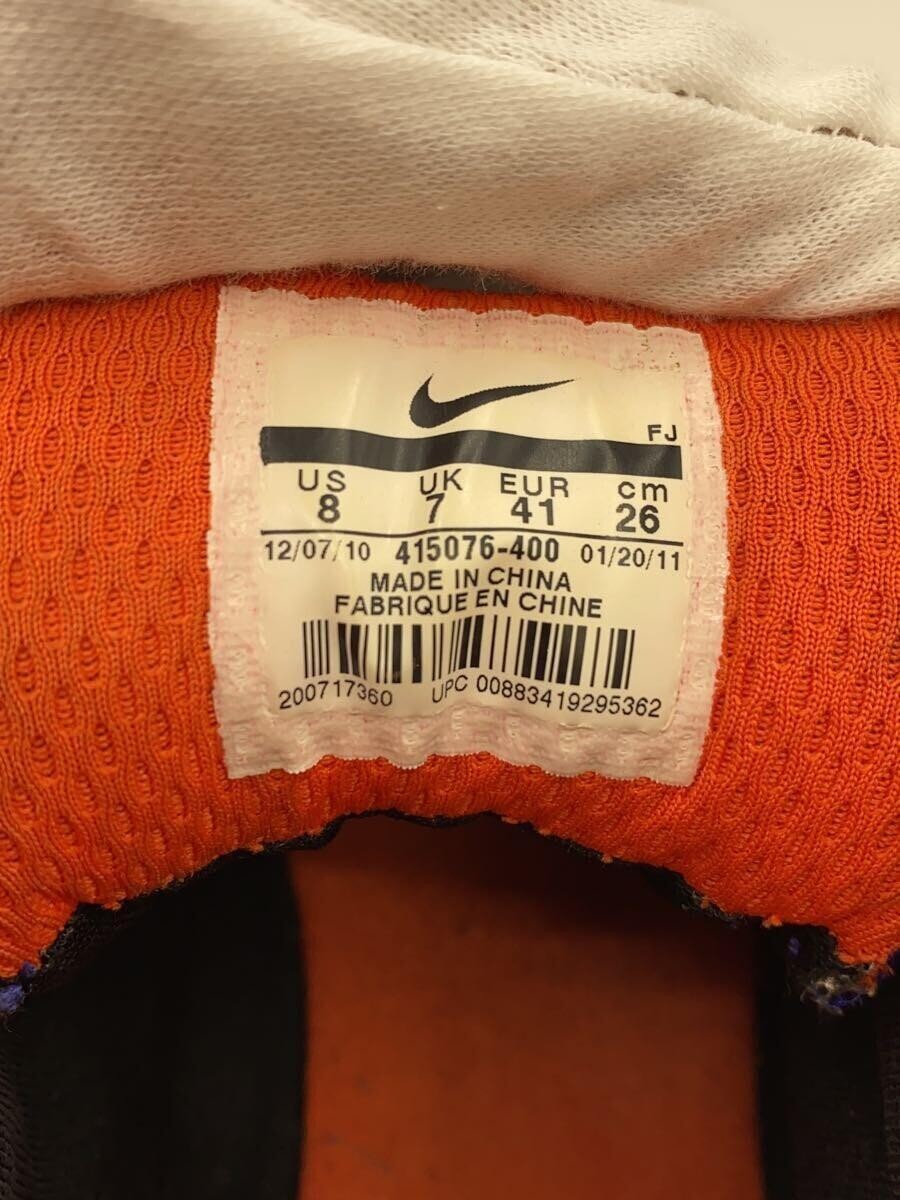 FJ
US UK EUR cm
8 7 41 26
12/07/10 415076-400 01/20/11
MADE IN CHINA
FABRIQUE EN CHINE
200717360 UPC 00883419295362